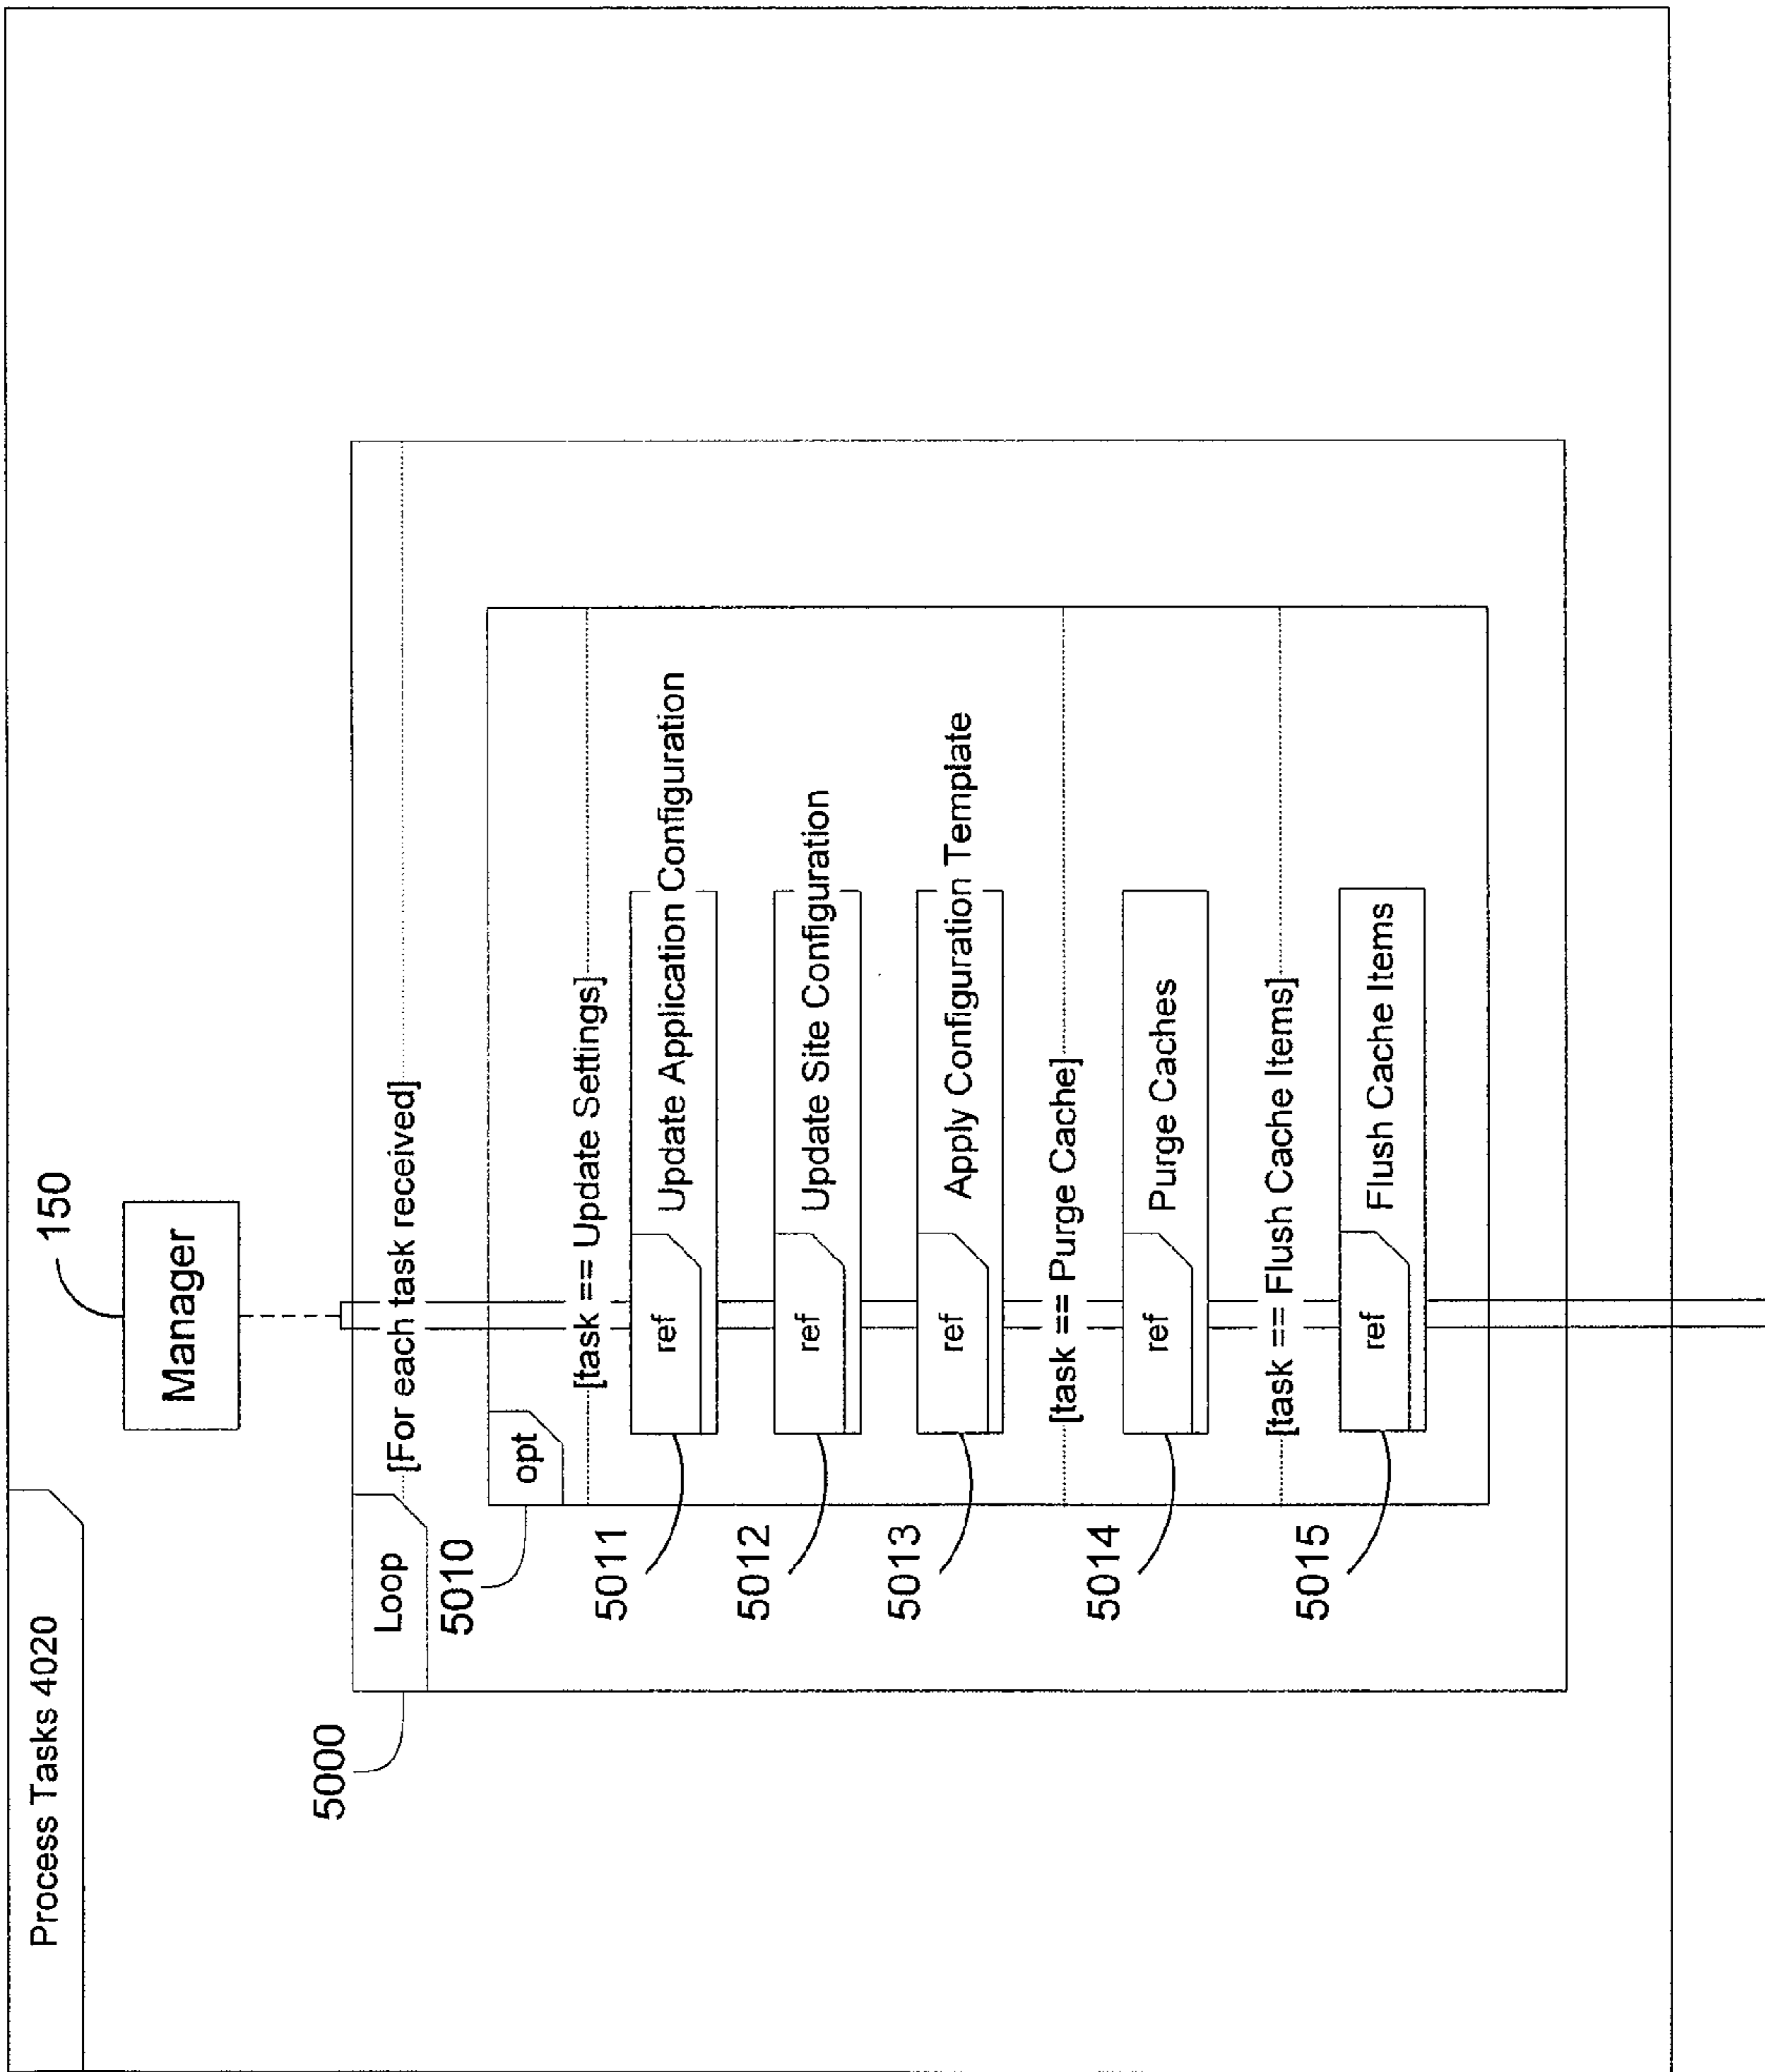 Process Tasks 4020
150
Manager
5000
Loop
[For each task received]
5010
opt
[task == Update Settings]
5011
ref
Update Application Configuration
5012
ref
Update Site Configuration
5013
ref
Apply Configuration Template
[task == Purge Cache]
5014
ref
Purge Caches
[task == Flush Cache Items]
5015
ref
Flush Cache Items